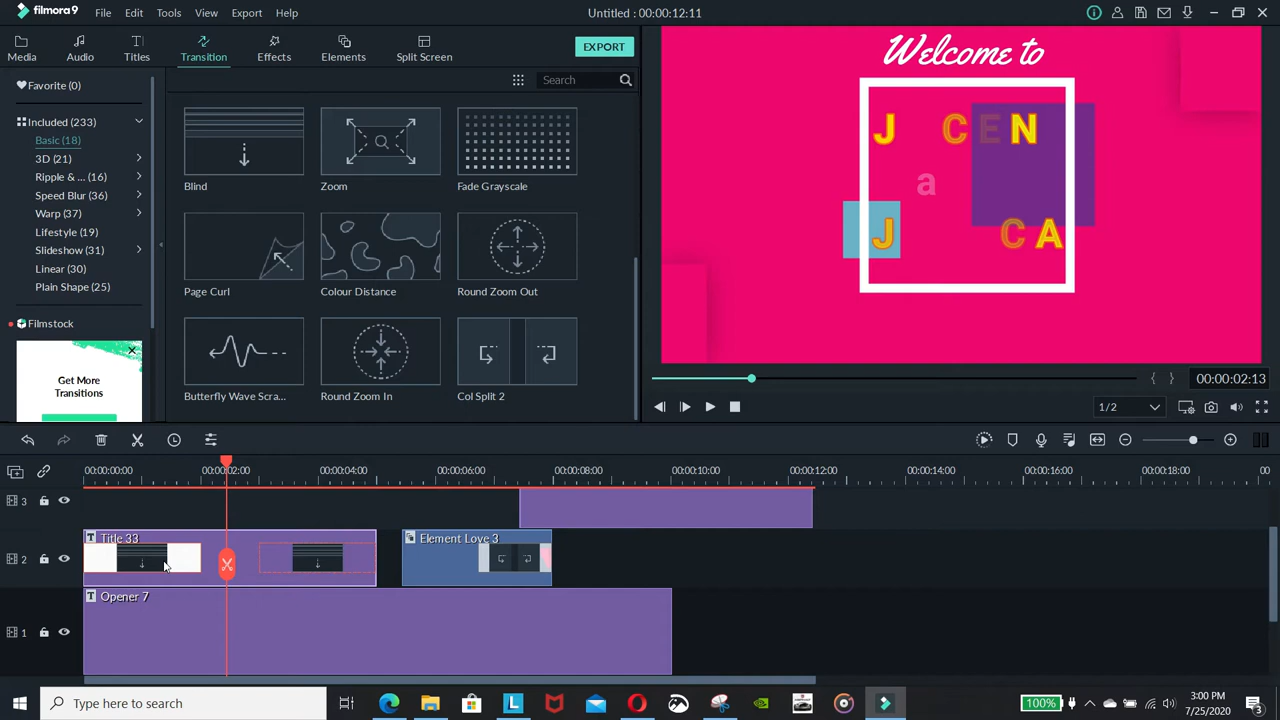 filmora 9
File
Edit
Tools
View
Export
Help
Untitled : 00:00:12:11
Media
Audio
Titles
Transition
Effects
Elements
Split Screen
EXPORT
Favorite (0)
Included (233)
Basic (18)
3D (21)
Ripple & ... (16)
Speed Blur (36)
Warp (37)
Lifestyle (20)
Slideshow (31)
Linear (30)
Plain Shape (25)
Filmstock
Get More
Transitions
Search
Blind
Zoom
Fade Grayscale
Page Curl
Colour Distance
Round Zoom Out
Butterfly Wave Scra...
Round Zoom In
Col Split 2
Welcome to
J C E N
a
J C A
00:00:02:13
1/2
00:00:00:00
00:00:02:00
00:00:04:00
00:00:06:00
00:00:08:00
00:00:10:00
00:00:12:00
00:00:14:00
00:00:16:00
00:00:18:00
00
3
Title 33
Element Love 3
2
Opener 7
1
Type here to search
100%
3:00 PM
7/25/2020
3